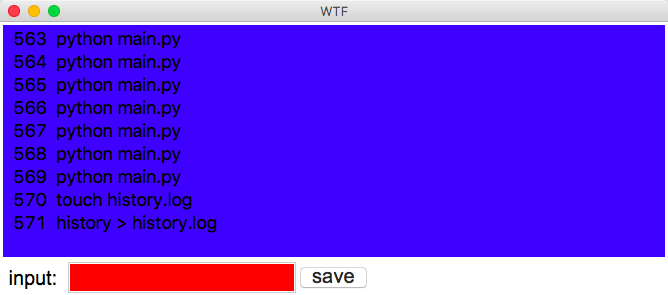 WTF
563 python main.py
564 python main.py
565 python main.py
566 python main.py
567 python main.py
568 python main.py
569 python main.py
570 touch history.log
571 history > history.log
input: save